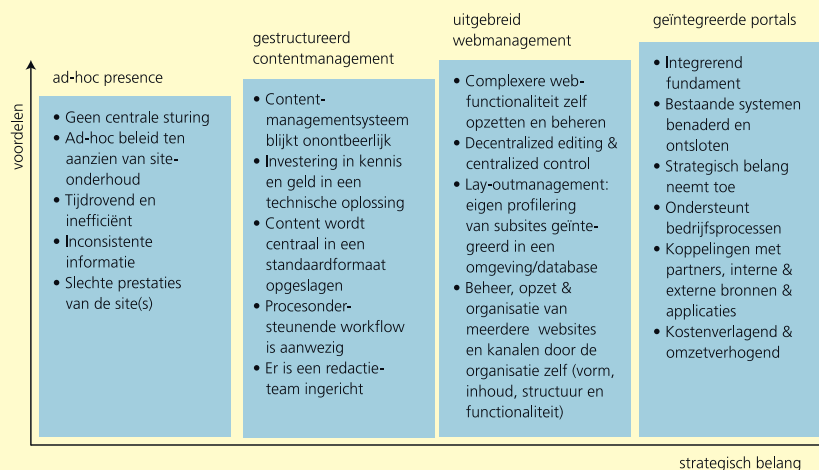 voordelen
ad-hoc presence
• Geen centrale sturing
• Ad-hoc beleid ten
aanzien van site-
onderhoud
• Tijdrovend en
inefficiënt
• Inconsistente
informatie
• Slechte prestaties
van de site(s)
gestructureerd
contentmanagement
• Content-
managementsysteem
blijkt onontbeerlijk
• Investering in kennis
en geld in een
technische oplossing
• Content wordt
centraal in een
standaardformaat
opgeslagen
• Procesonder-
steunende workflow
is aanwezig
• Er is een redactie-
team ingericht
uitgebreid
webmanagement
• Complexere web-
functionaliteit zelf
opzetten en beheren
• Decentralized editing &
centralized control
• Lay-outmanagement:
eigen profilering
van subsites geïnte-
greerd in een
omgeving/database
• Beheer, opzet &
organisatie van
meerdere websites
en kanalen door de
organisatie zelf (vorm,
inhoud, structuur en
functionaliteit)
geïntegreerde portals
• Integrerend
fundament
• Bestaande systemen
benaderd en
ontsloten
• Strategisch belang
neemt toe
• Ondersteunt
bedrijfsprocessen
• Koppelingen met
partners, interne &
externe bronnen &
applicaties
• Kostenverlagend &
omzetverhogend
strategisch belang